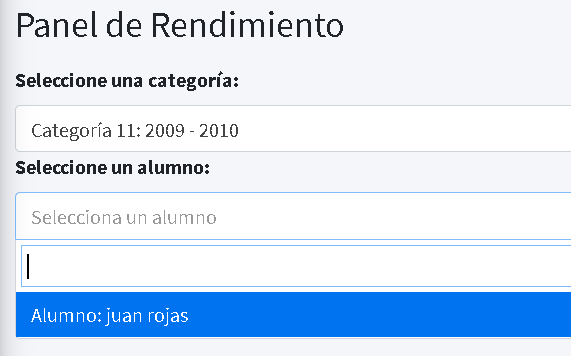 Panel de Rendimiento
Seleccione una categoría:
Categoría 11: 2009 - 2010
Seleccione un alumno:
Selecciona un alumno
Alumno: juan rojas